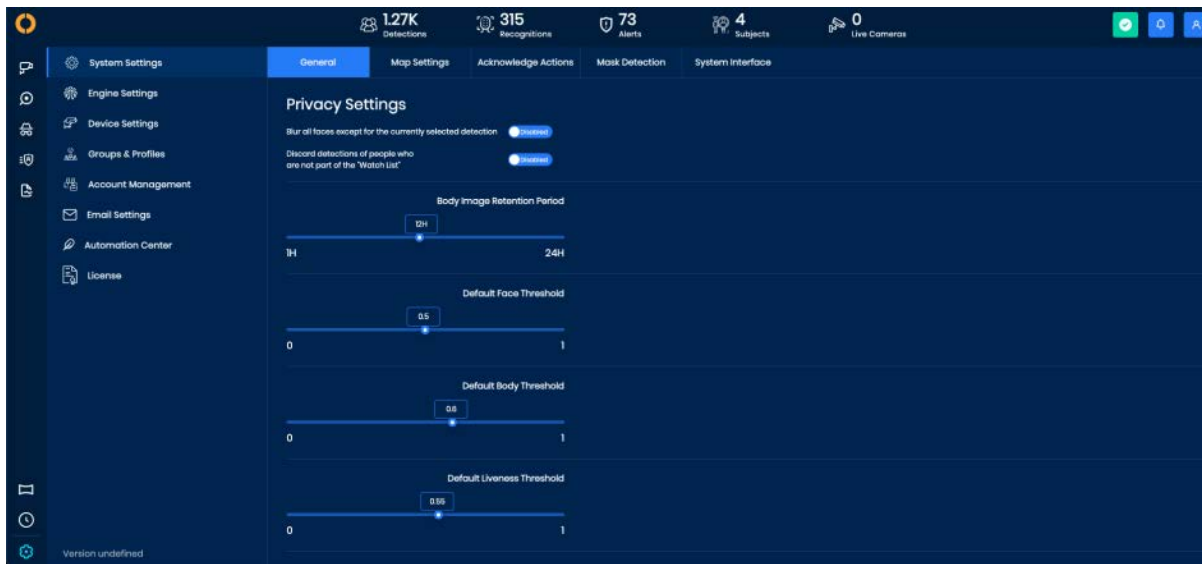 1.27K
Detections
315
Recognitions
73
Alerts
4
Subjects
0
Live Cameras
System Settings
Engine Settings
Device Settings
Groups & Profiles
Account Management
Email Settings
Automation Center
License
Version undefined
General
Map Settings
Acknowledge Actions
Mask Detection
System Interface
Privacy Settings
Blur all faces except for the currently selected detection
Disabled
Discard detections of people who
are not part of the "Watch List"
Disabled
Body Image Retention Period
12H
1H
24H
Default Face Threshold
0.5
0
1
Default Body Threshold
0.6
0
1
Default Liveness Threshold
0.55
0
1